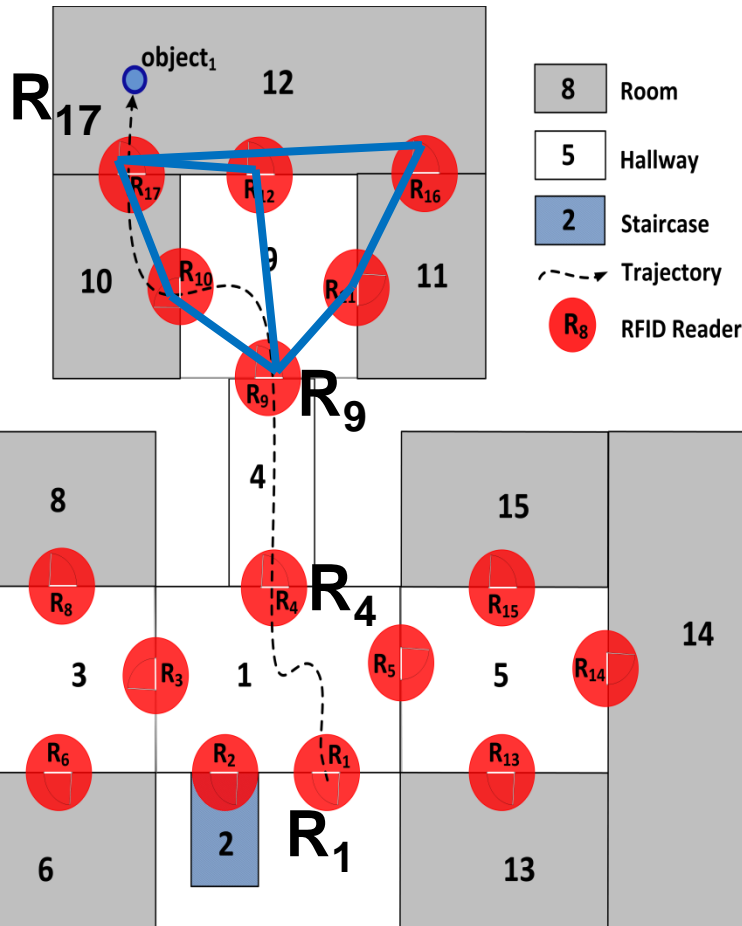 object₁
12
R₁₇
R₁₇
R₁₂
R₁₆
9
10
R₁₀
R₁₁
11
R₉
R₉
4
8
15
R₈
R₄
R₄
R₁₅
14
3
R₃
1
R₅
5
R₁₄
R₆
R₂
R₁
R₁₃
R₁
2
6
13
8 Room
5 Hallway
2 Staircase
Trajectory
R₈ RFID Reader